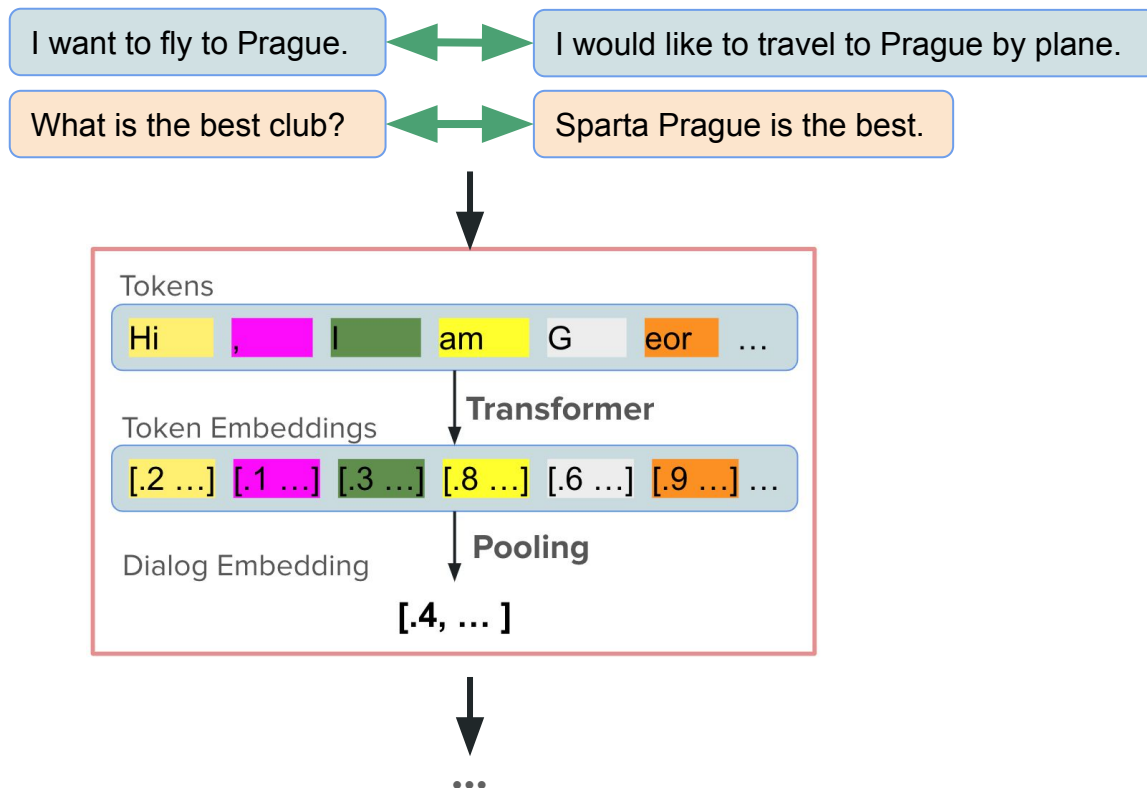 I want to fly to Prague. I would like to travel to Prague by plane.
What is the best club? Sparta Prague is the best.
Tokens
Hi , I am G eor …
Transformer
Token Embeddings
[.2 …] [.1 …] [.3 …] [.8 …] [.6 …] [.9 …] …
Pooling
Dialog Embedding
[.4, … ]
...